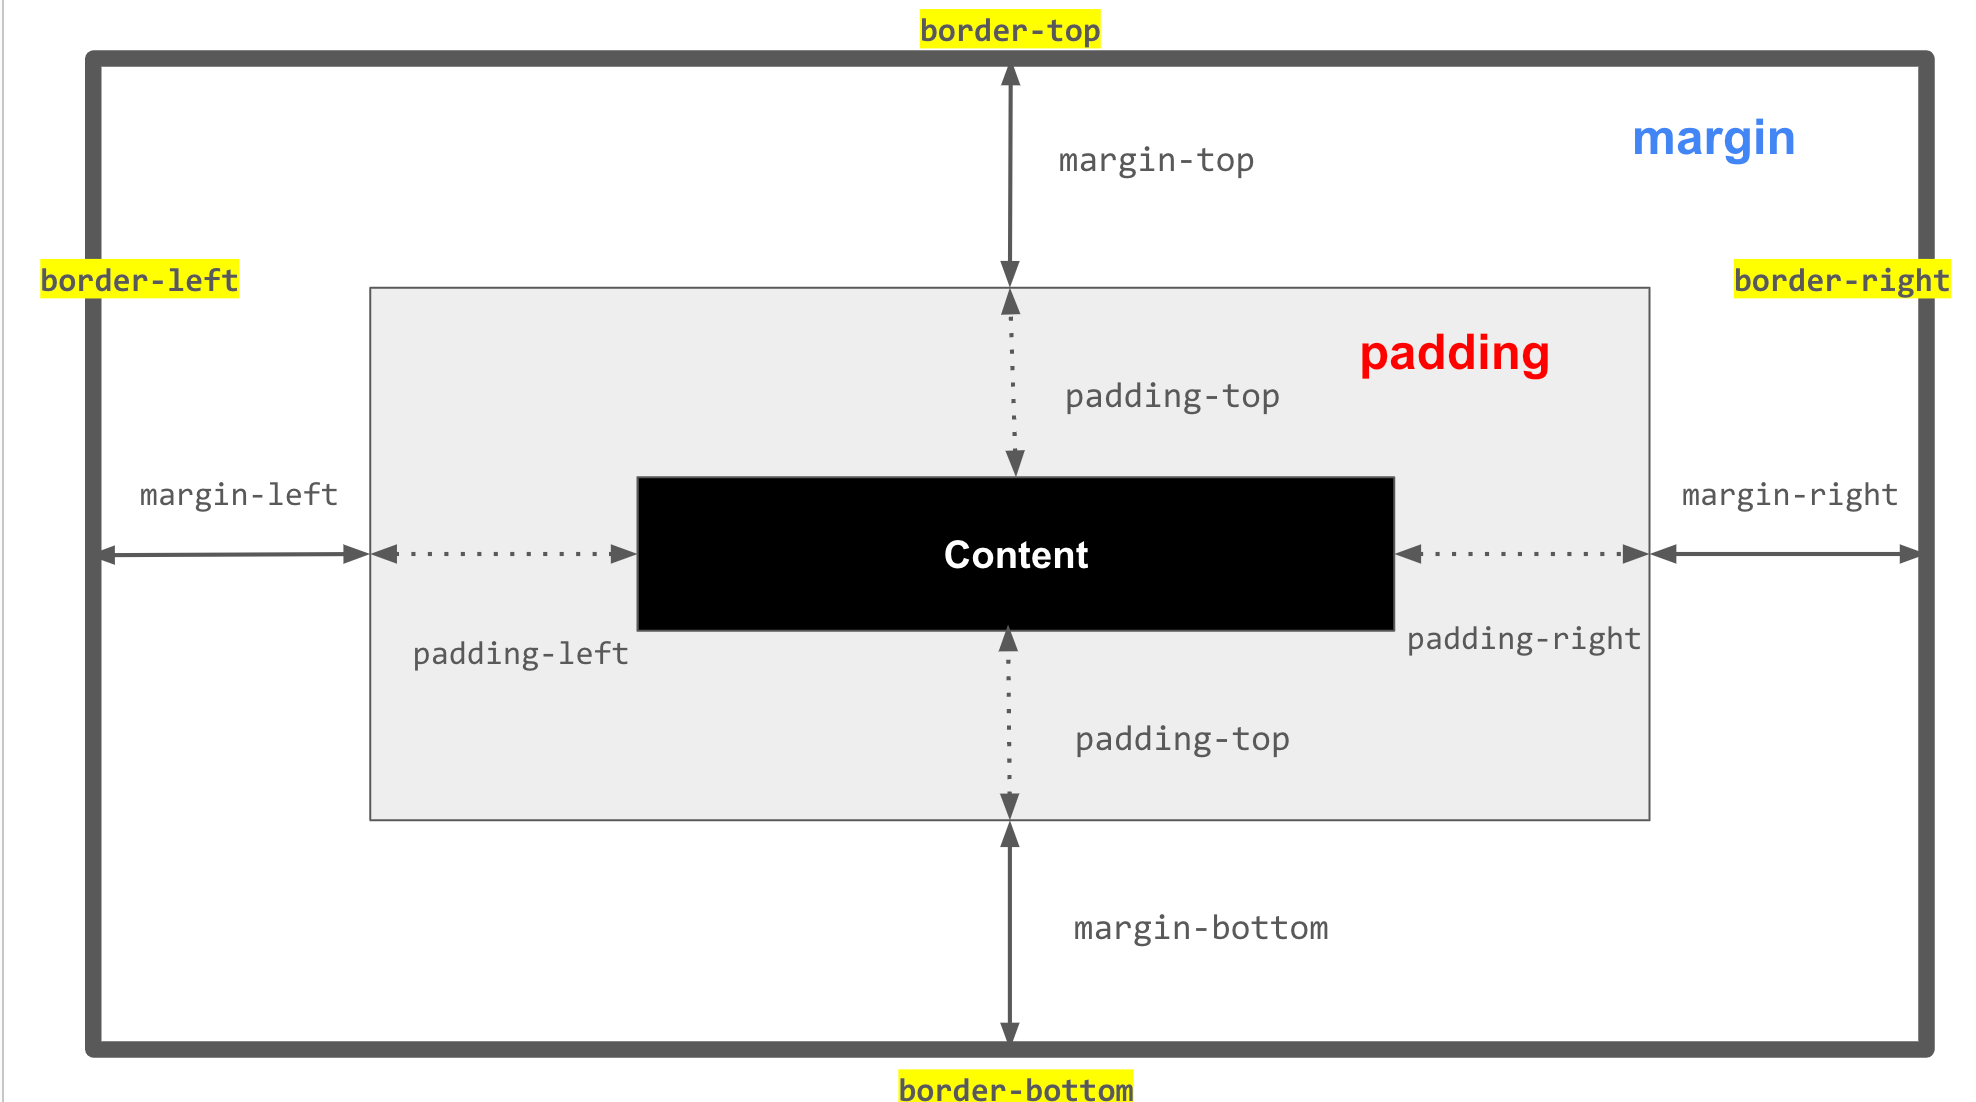 border-top
margin
margin-top
border-left
border-right
padding
padding-top
margin-left
margin-right
Content
padding-left
padding-right
padding-top
margin-bottom
border-bottom